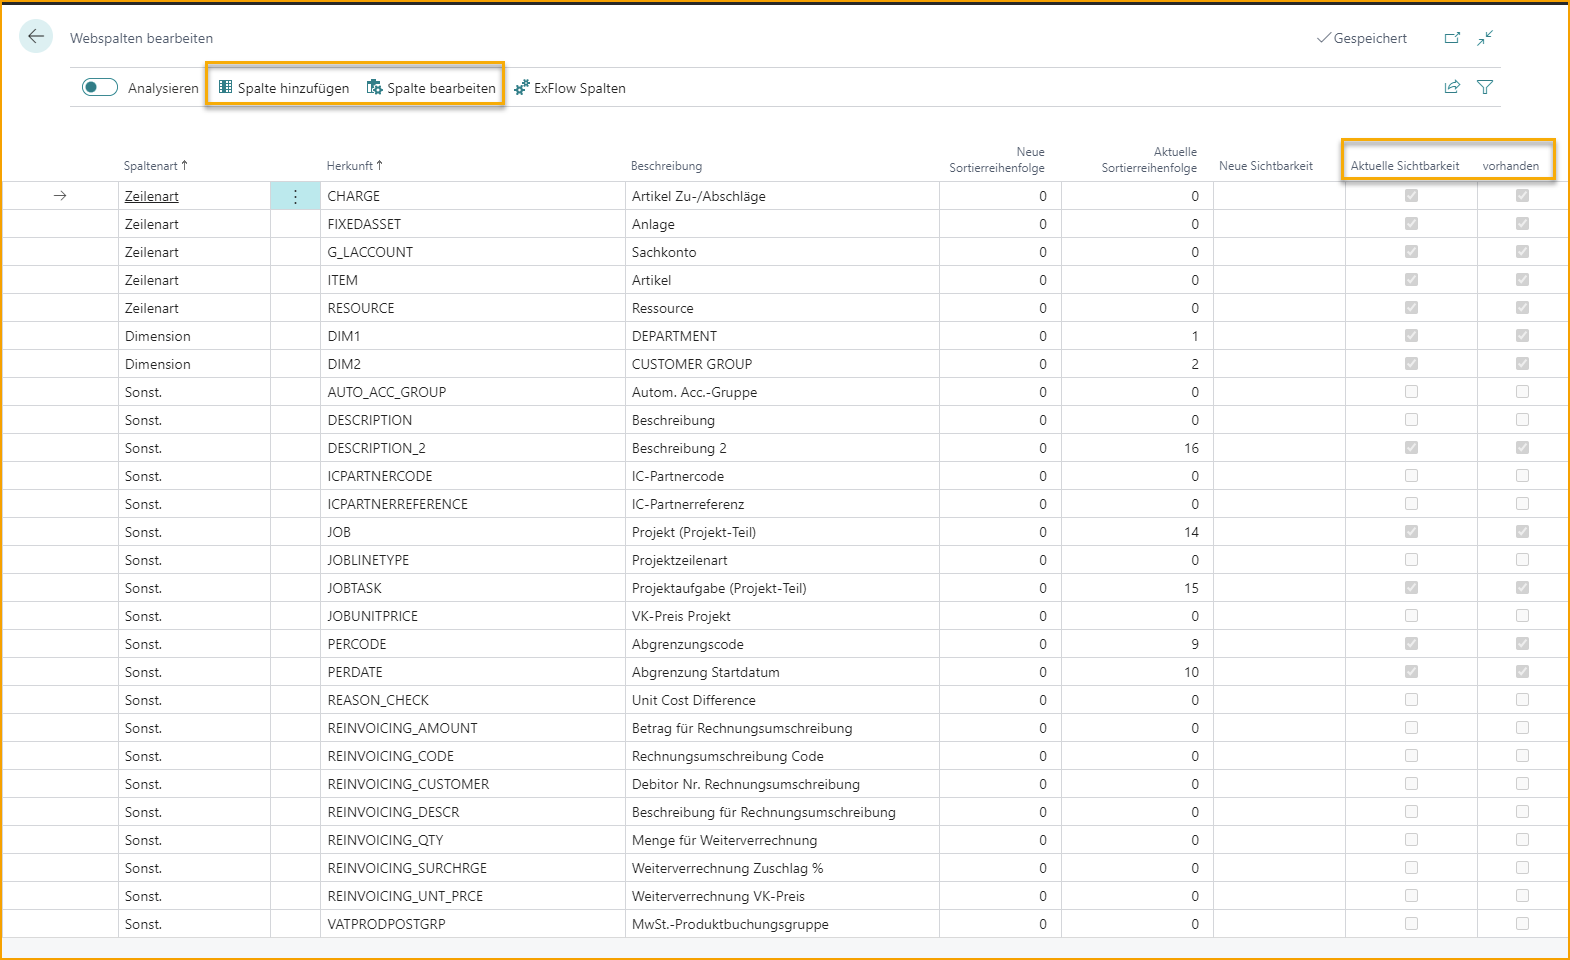 Webspalten bearbeiten
Gespeichert
Analysieren Spalte hinzufügen Spalte bearbeiten ExFlow Spalten
Spaltenart ↑ Herkunft ↑ Beschreibung Neue Sortierreihenfolge Aktuelle Sortierreihenfolge Neue Sichtbarkeit Aktuelle Sichtbarkeit vorhanden
Zeilenart CHARGE Artikel Zu-/Abschläge 0 0
Zeilenart FIXEDASSET Anlage 0 0
Zeilenart G_LACCOUNT Sachkonto 0 0
Zeilenart ITEM Artikel 0 0
Zeilenart RESOURCE Ressource 0 0
Dimension DIM1 DEPARTMENT 0 1
Dimension DIM2 CUSTOMER GROUP 0 2
Sonst. AUTO_ACC_GROUP Autom. Acc.-Gruppe 0 0
Sonst. DESCRIPTION Beschreibung 0 0
Sonst. DESCRIPTION_2 Beschreibung 2 0 16
Sonst. ICPARTNERCODE IC-Partnercode 0 0
Sonst. ICPARTNERREFERENCE IC-Partnerreferenz 0 0
Sonst. JOB Projekt (Projekt-Teil) 0 14
Sonst. JOBLINETYPE Projektzeilenart 0 0
Sonst. JOBTASK Projektaufgabe (Projekt-Teil) 0 15
Sonst. JOBUNITPRICE VK-Preis Projekt 0 0
Sonst. PERCODE Abgrenzungscode 0 9
Sonst. PERDATE Abgrenzung Startdatum 0 10
Sonst. REASON_CHECK Unit Cost Difference 0 0
Sonst. REINVOICING_AMOUNT Betrag für Rechnungsumschreibung 0 0
Sonst. REINVOICING_CODE Rechnungsumschreibung Code 0 0
Sonst. REINVOICING_CUSTOMER Debitor Nr. Rechnungsumschreibung 0 0
Sonst. REINVOICING_DESCR Beschreibung für Rechnungsumschreibung 0 0
Sonst. REINVOICING_QTY Menge für Weiterverrechnung 0 0
Sonst. REINVOICING_SURCHRGE Weiterverrechnung Zuschlag % 0 0
Sonst. REINVOICING_UNT_PRCE Weiterverrechnung VK-Preis 0 0
Sonst. VATPRODPOSTGRP MwSt.-Produktbuchungsgruppe 0 0